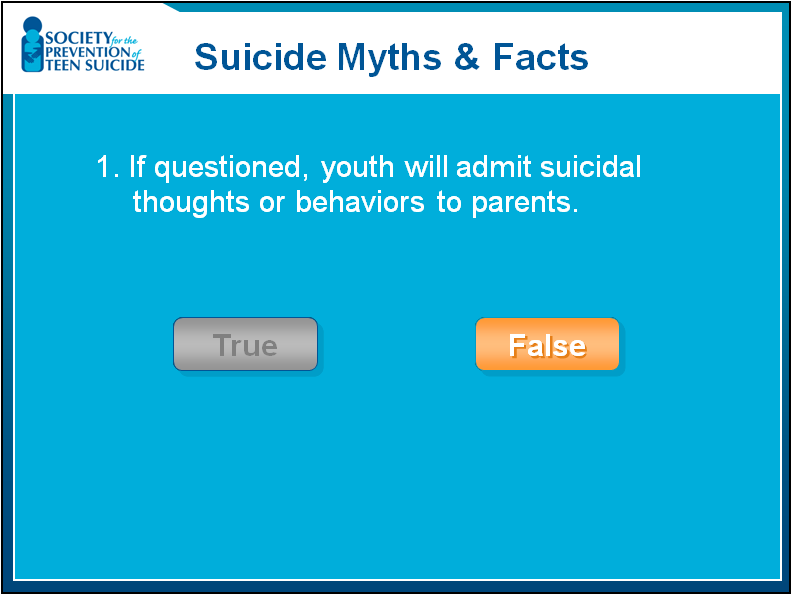 SOCIETY for the
PREVENTION of
TEEN SUICIDE
Suicide Myths & Facts
1. If questioned, youth will admit suicidal
thoughts or behaviors to parents.
True
False